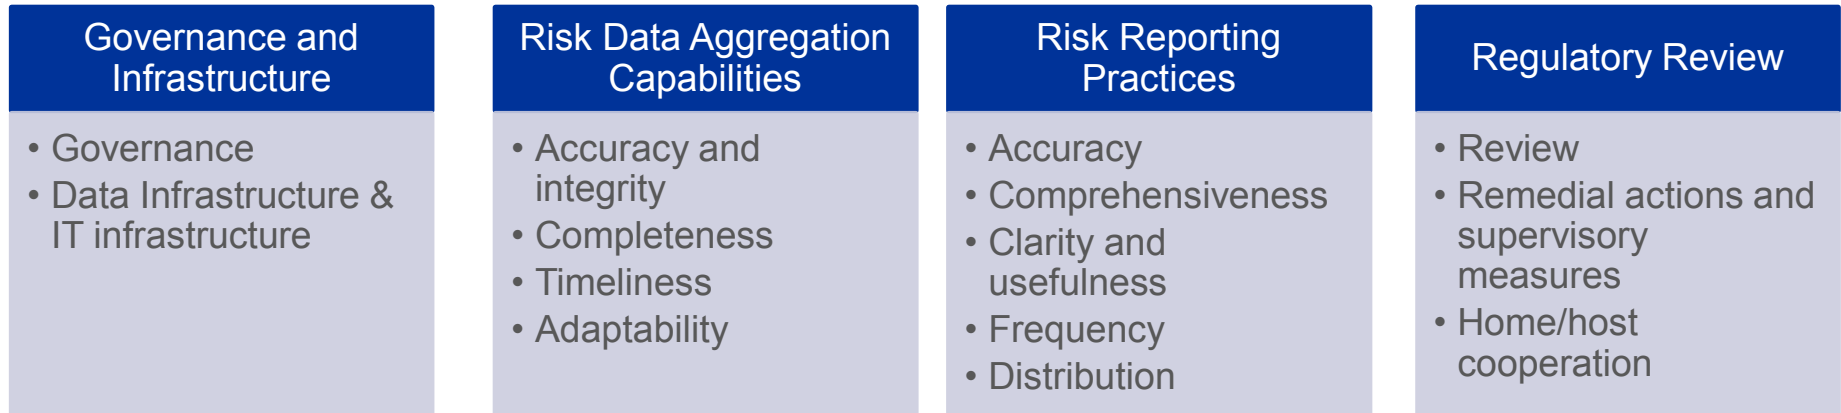 Governance and
Infrastructure
• Governance
• Data Infrastructure &
IT infrastructure
Risk Data Aggregation
Capabilities
• Accuracy and
integrity
• Completeness
• Timeliness
• Adaptability
Risk Reporting
Practices
• Accuracy
• Comprehensiveness
• Clarity and
usefulness
• Frequency
• Distribution
Regulatory Review
• Review
• Remedial actions and
supervisory
measures
• Home/host
cooperation